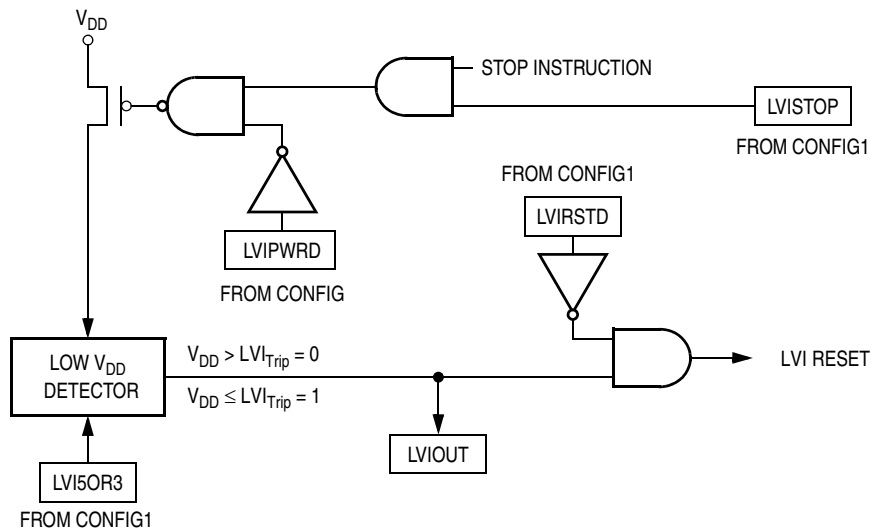 VDD
STOP INSTRUCTION
LVISTOP
FROM CONFIG1
FROM CONFIG1
LVIRSTD
LVIPWRD
FROM CONFIG
LOW VDD
DETECTOR
VDD > LVITrip = 0
VDD ≤ LVITrip = 1
LVI RESET
LVIOUT
LVI5OR3
FROM CONFIG1